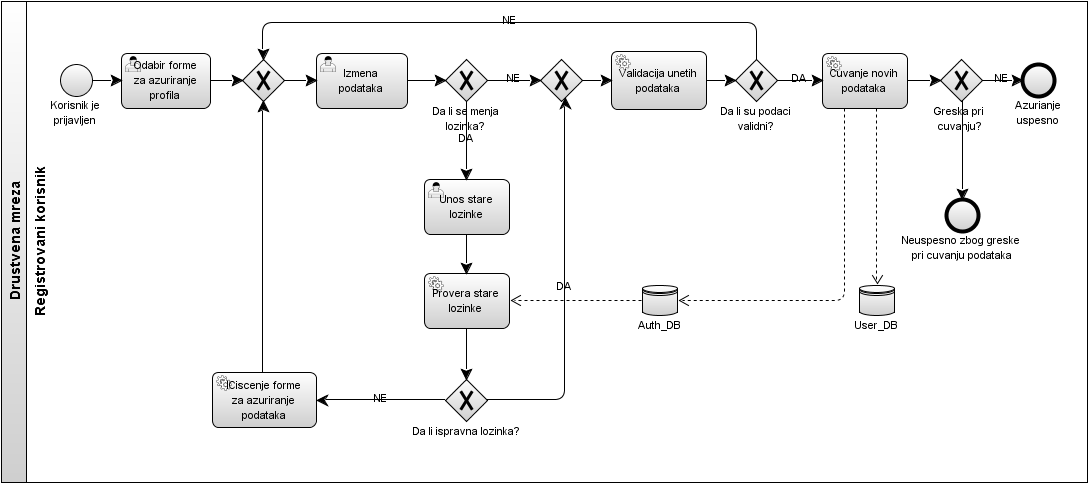 Drustvena mreza
Registrovani korisnik
NE
Korisnik je
prijavljen
Odabir forme
za azuriranje
profila
Izmena
podataka
Da li se menja
lozinka?
NE
DA
Validacija unetih
podataka
Da li su podaci
validni?
DA
Cuvanje novih
podataka
Greska pri
cuvanju?
NE
Azurianje
uspesno
Unos stare
lozinke
Neuspesno zbog greske
pri cuvanju podataka
Provera stare
lozinke
DA
Auth_DB
User_DB
Ciscenje forme
za azuriranje
podataka
NE
Da li ispravna lozinka?